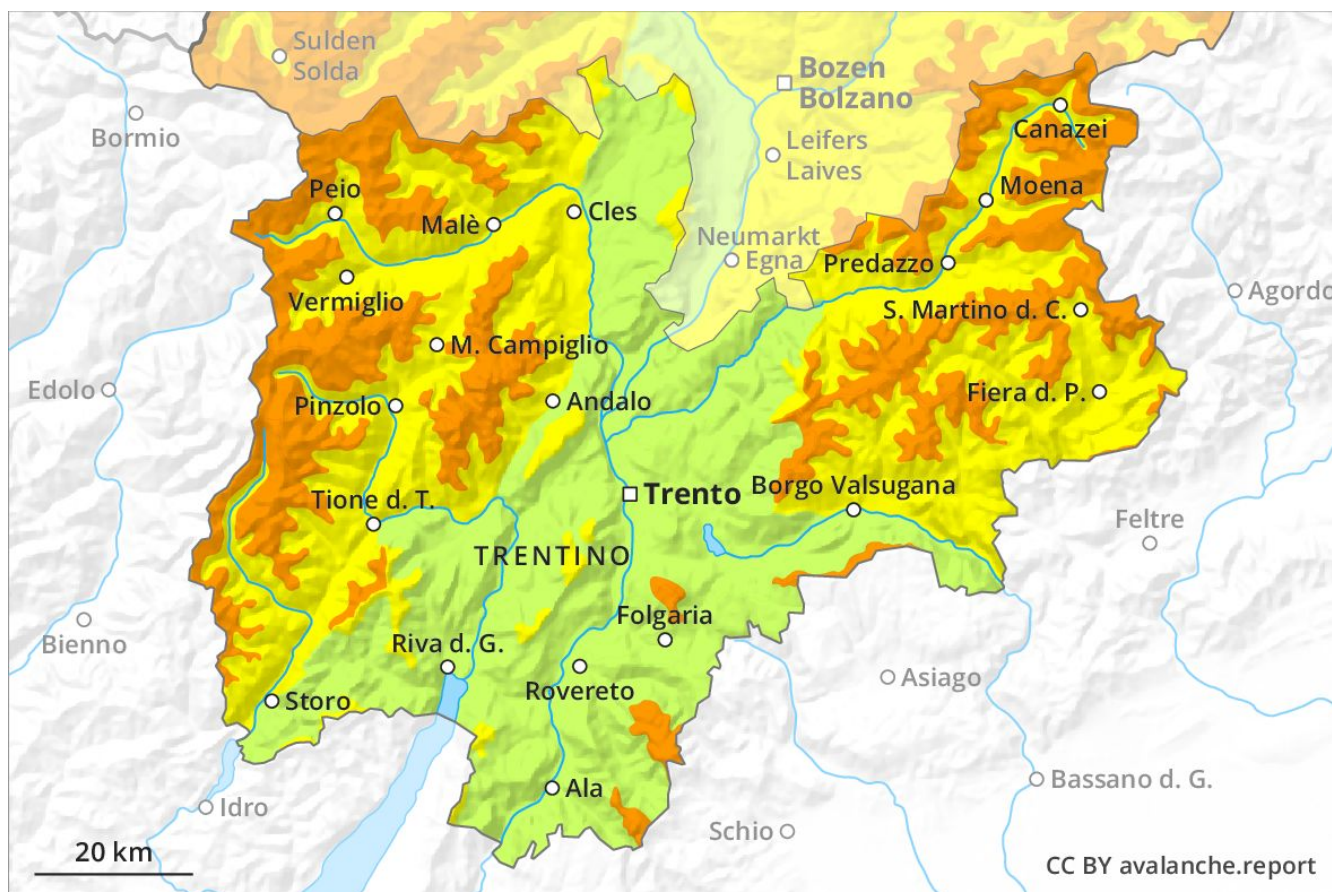 Sulden
Solda
Bozen
Bolzano
Bormio
Canazei
Leifers
Laives
Moena
Peio
Malè
Cles
Neumarkt
Egna
Predazzo
Vermiglio
Agordo
S. Martino d. C.
M. Campiglio
Edolo
Pinzolo
Andalo
Fiera d. P.
Trento
Borgo Valsugana
Tione d. T.
Feltre
TRENTINO
Folgaria
Bienno
Riva d. G.
Rovereto
Asiago
Storo
Ala
Bassano d. G.
Idro
Schio
20 km
CC BY avalanche.report